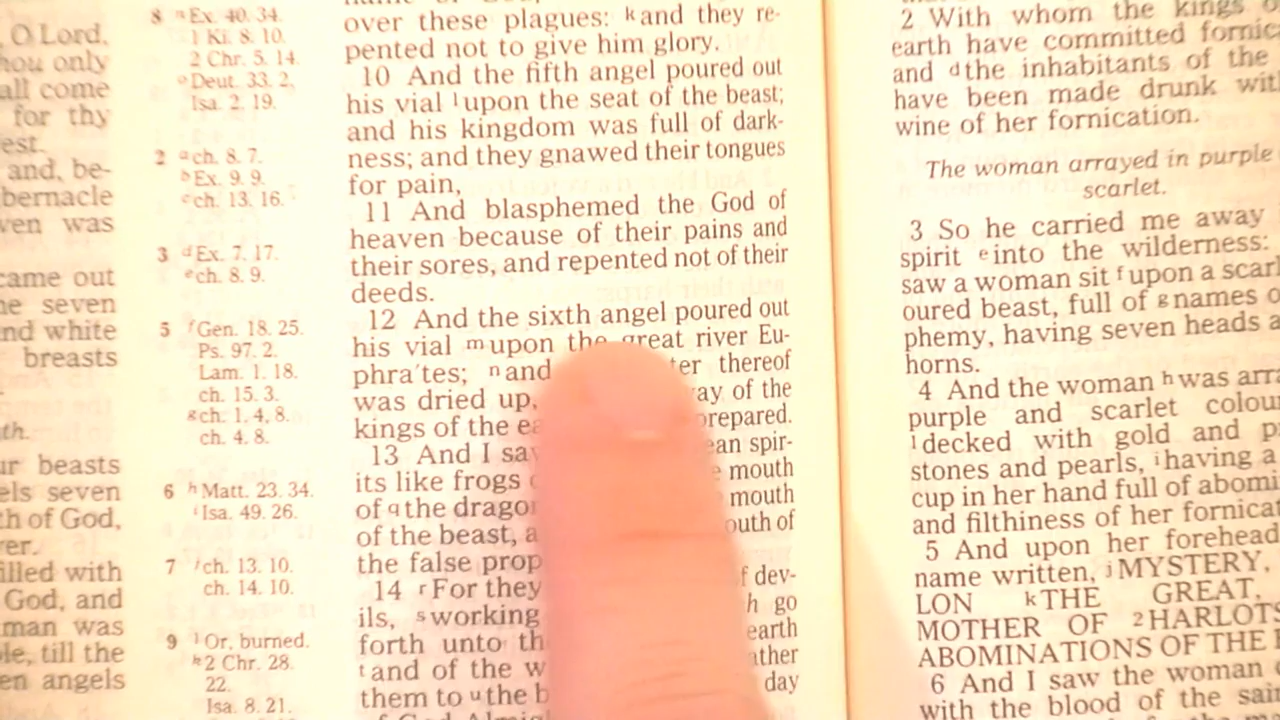 O Lord,
thou only
all come
for thy
est.
and, be-
bernacle
ven was
came out
he seven
nd white
breasts
th.
ur beasts
els seven
th of God,
ver.
filled with
God, and
man was
le, till the
en angels
8 n Ex. 40. 34.
1 Ki. 8. 10.
2 Chr. 5. 14.
o Deut. 33. 2,
Isa. 2. 19.
2 a ch. 8. 7.
b Ex. 9. 9.
c ch. 13. 16.
3 d Ex. 7. 17.
e ch. 8. 9.
5 f Gen. 18. 25.
Ps. 97. 2.
Lam. 1. 18.
ch. 15. 3.
g ch. 1. 4, 8.
ch. 4. 8.
6 h Matt. 23. 34.
i Isa. 49. 26.
7 j ch. 13. 10.
ch. 14. 10.
9 1 Or, burned.
k 2 Chr. 28.
22.
Isa. 8. 21.
over these plagues: k and they re-
pented not to give him glory.
10 And the fifth angel poured out
his vial l upon the seat of the beast;
and his kingdom was full of dark-
ness; and they gnawed their tongues
for pain,
11 And blasphemed the God of
heaven because of their pains and
their sores, and repented not of their
deeds.
12 And the sixth angel poured out
his vial m upon the great river Eu-
phra'tes; n and ter thereof
was dried up, way of the
kings of the ea prepared.
13 And I saw ean spir-
its like frogs mouth
of q the dragon mouth
of the beast, a outh of
the false prop
14 r For they f dev-
ils, s working h go
forth unto th earth
t and of the w ather
them to u the b day
of God Almig
2 With whom the kings o
earth have committed fornic
and d the inhabitants of the
have been made drunk with
wine of her fornication.
The woman arrayed in purple
scarlet.
3 So he carried me away
spirit e into the wilderness:
saw a woman sit f upon a scarl
oured beast, full of g names o
phemy, having seven heads a
horns.
4 And the woman h was arra
purple and scarlet colou
1 decked with gold and p
stones and pearls, i having a
cup in her hand full of abomi
and filthiness of her fornicat
5 And upon her forehead
name written, j MYSTERY,
LON k THE GREAT,
MOTHER OF 2 HARLOTS
ABOMINATIONS OF THE
6 And I saw the woman
with the blood of the sai